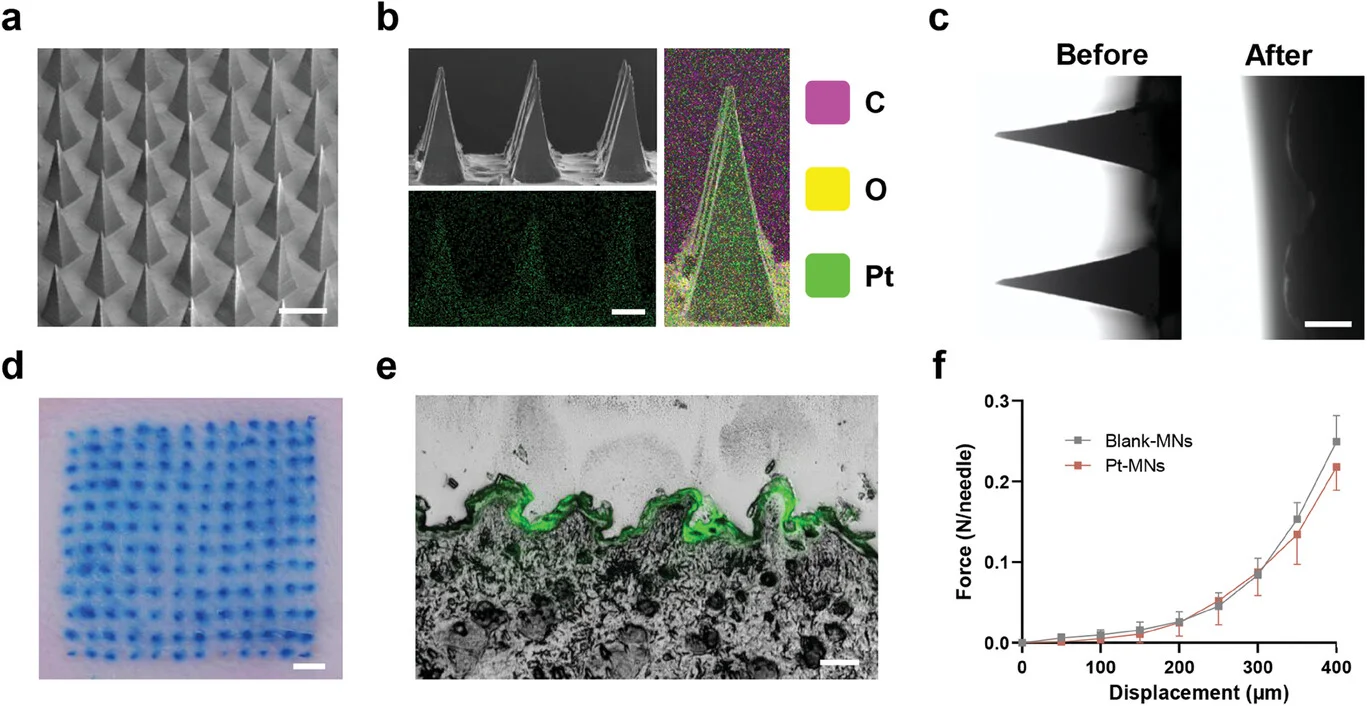 a
b
c
C
O
Pt
Before
After
d
e
f
0.3
0.2
0.1
0.0
Force (N/needle)
Blank-MNs
Pt-MNs
0
100
200
300
400
Displacement (μm)